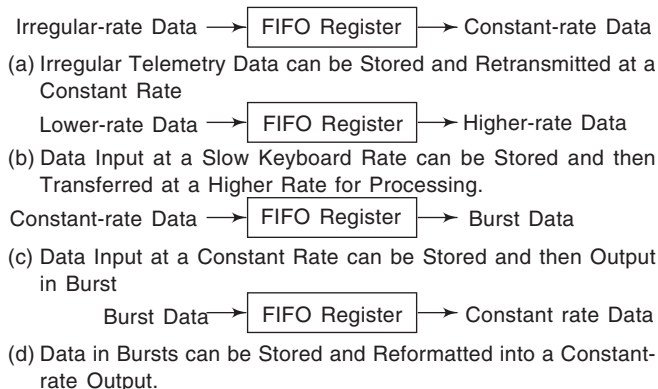 Irregular-rate Data FIFO Register Constant-rate Data
(a) Irregular Telemetry Data can be Stored and Retransmitted at a
Constant Rate
Lower-rate Data FIFO Register Higher-rate Data
(b) Data Input at a Slow Keyboard Rate can be Stored and then
Transferred at a Higher Rate for Processing.
Constant-rate Data FIFO Register Burst Data
(c) Data Input at a Constant Rate can be Stored and then Output
in Burst
Burst Data FIFO Register Constant rate Data
(d) Data in Bursts can be Stored and Reformatted into a Constant-
rate Output.